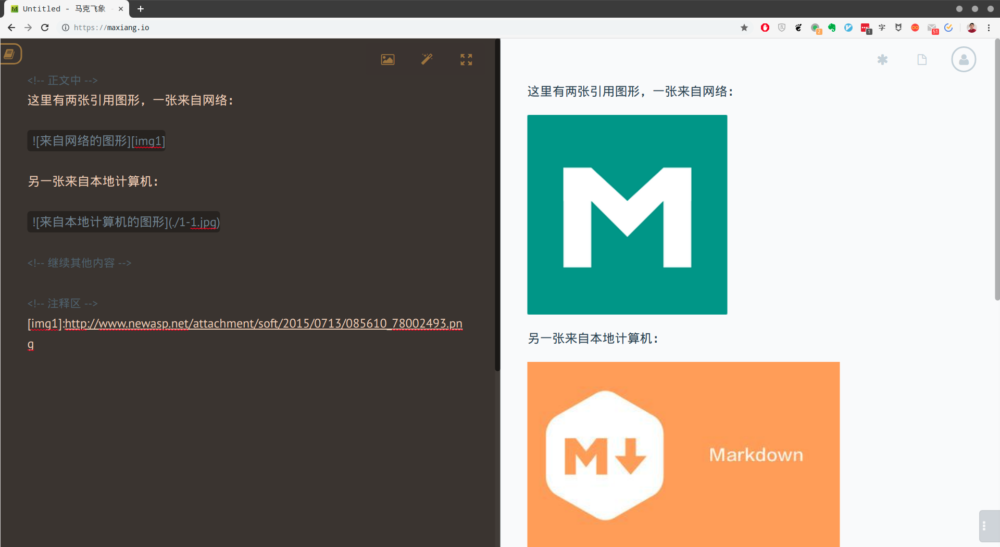 Untitled - 马克飞象 -
https://maxiang.io
2
1
字
51
<!-- 正文中 -->
这里有两张引用图形，一张来自网络：
![来自网络的图形][img1]
另一张来自本地计算机：
![来自本地计算机的图形](./1-1.jpg)
<!-- 继续其他内容 -->
<!-- 注释区 -->
[img1]:http://www.newasp.net/attachment/soft/2015/0713/085610_78002493.pn
g
这里有两张引用图形，一张来自网络：
M
另一张来自本地计算机：
M
Markdown